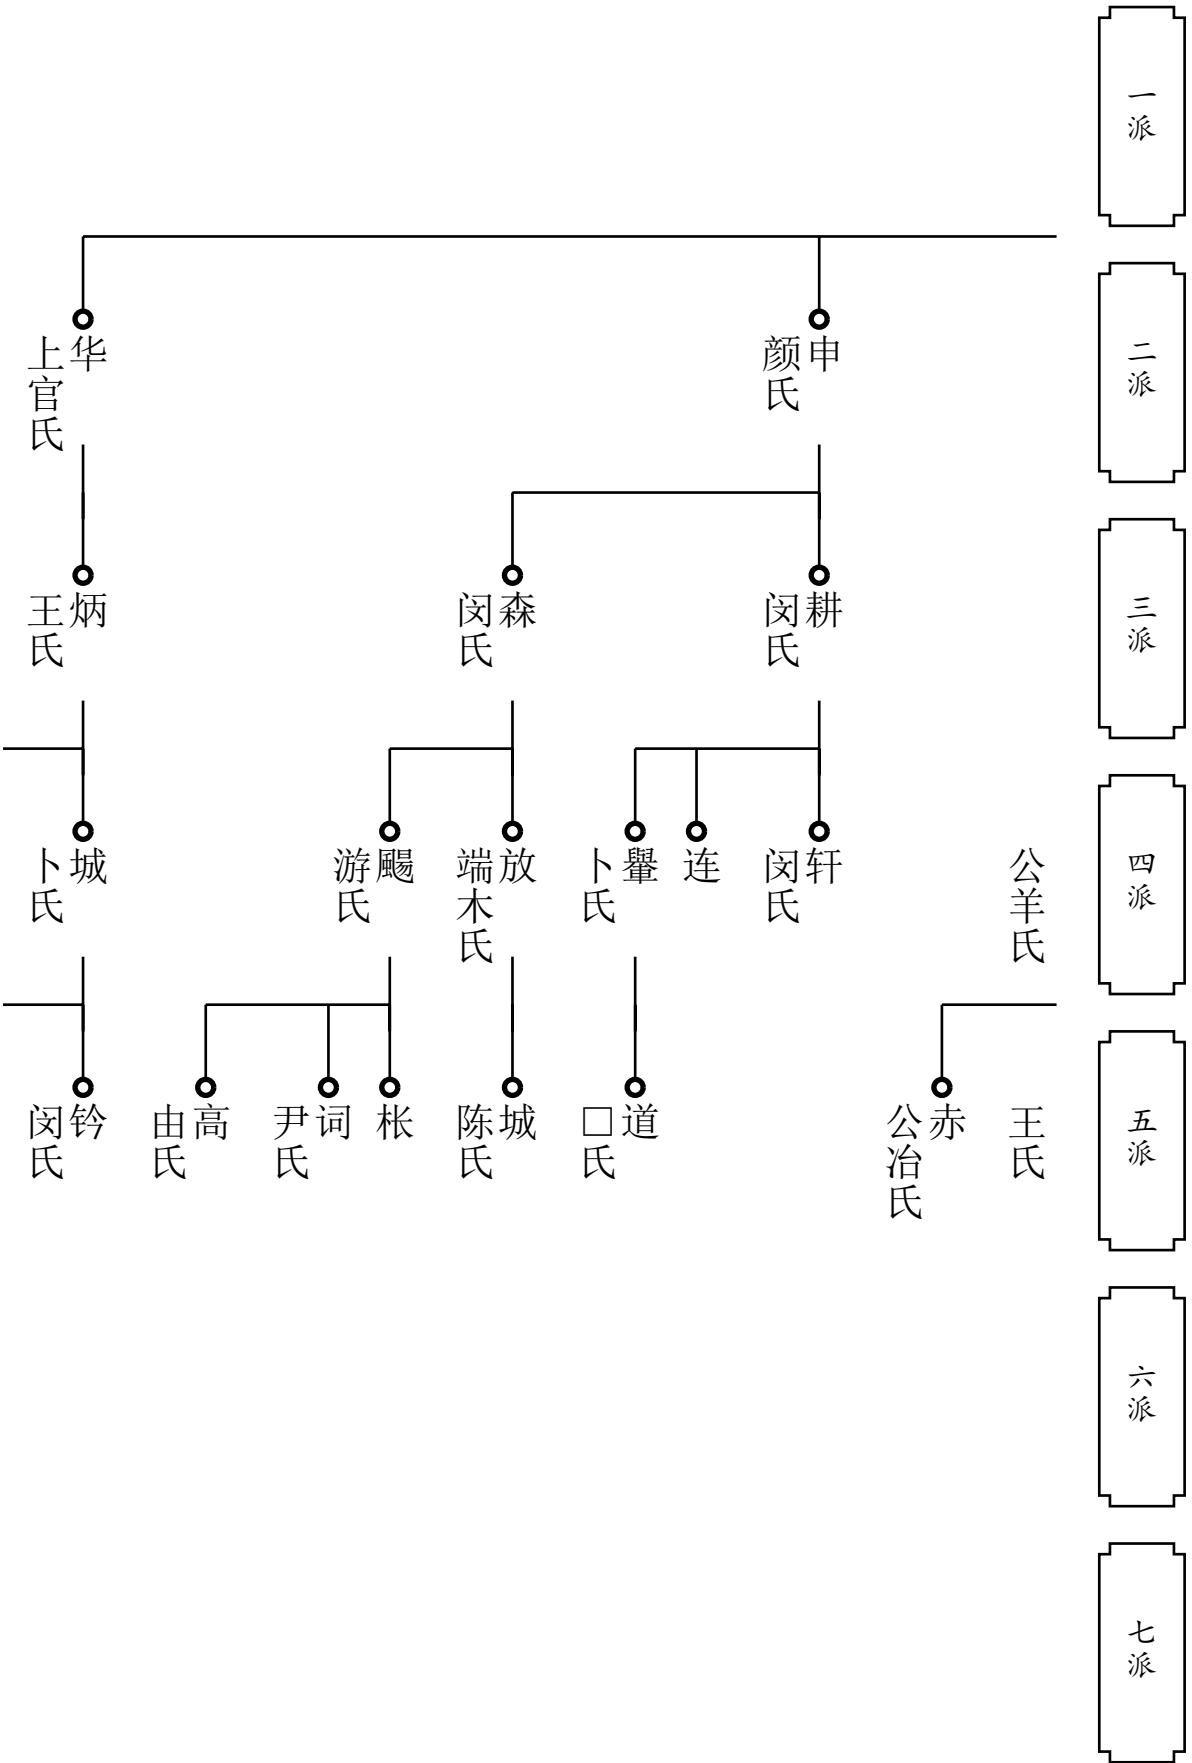 一派
二派
三派
四派
五派
六派
七派
公羊氏
王氏
赤
公冶氏
申
颜氏
耕
闵氏
轩
闵氏
连
轝
卜氏
道
□氏
森
闵氏
放
端木氏
城
陈氏
颺
游氏
枨
词
尹氏
高
由氏
华
上官氏
炳
王氏
城
卜氏
钤
闵氏